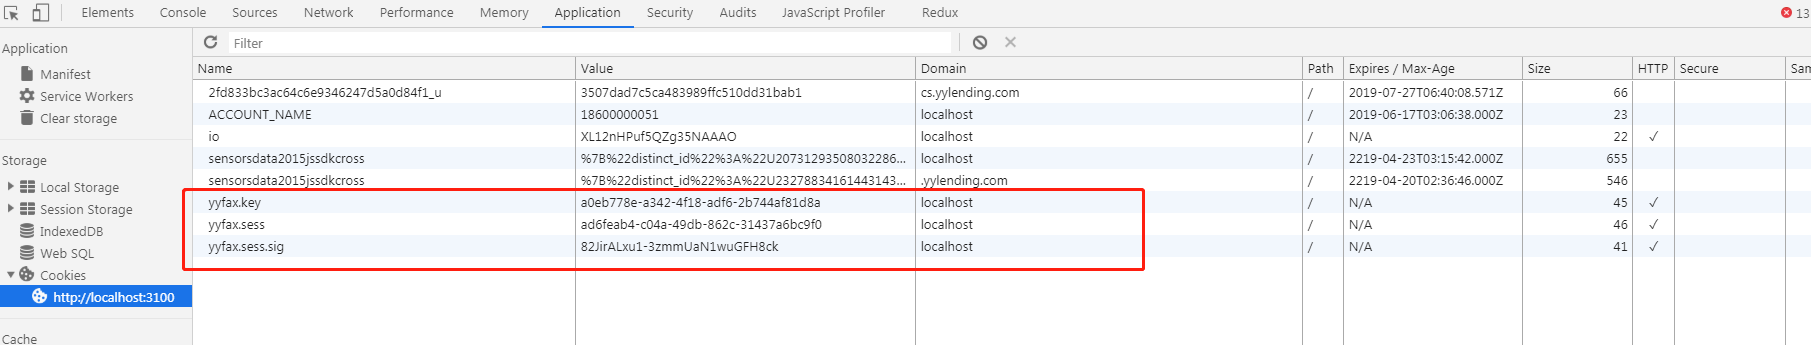 Elements Console Sources Network Performance Memory Application Security Audits JavaScript Profiler Redux 13
Application
Manifest
Service Workers
Clear storage
Storage
Local Storage
Session Storage
IndexedDB
Web SQL
Cookies
http://localhost:3100
Cache
Filter
Name Value Domain Path Expires / Max-Age Size HTTP Secure Sam
2fd833bc3ac64c6e9346247d5a0d84f1_u 3507dad7c5ca483989ffc510dd31bab1 cs.yylending.com / 2019-07-27T06:40:08.571Z 66
ACCOUNT_NAME 18600000051 localhost / 2019-06-17T03:06:38.000Z 23
io XL12nHPuf5QZg35NAAAO localhost / N/A 22 ✓
sensorsdata2015jssdkcross %7B%22distinct_id%22%3A%22U20731293508032286... localhost / 2219-04-23T03:15:42.000Z 655
sensorsdata2015jssdkcross %7B%22distinct_id%22%3A%22U23278834161443143... .yylending.com / 2219-04-20T02:36:46.000Z 546
yyfax.key a0eb778e-a342-4f18-adf6-2b744af81d8a localhost / N/A 45 ✓
yyfax.sess ad6feab4-c04a-49db-862c-31437a6bc9f0 localhost / N/A 46 ✓
yyfax.sess.sig 82JirALxu1-3zmmUaN1wuGFH8ck localhost / N/A 41 ✓